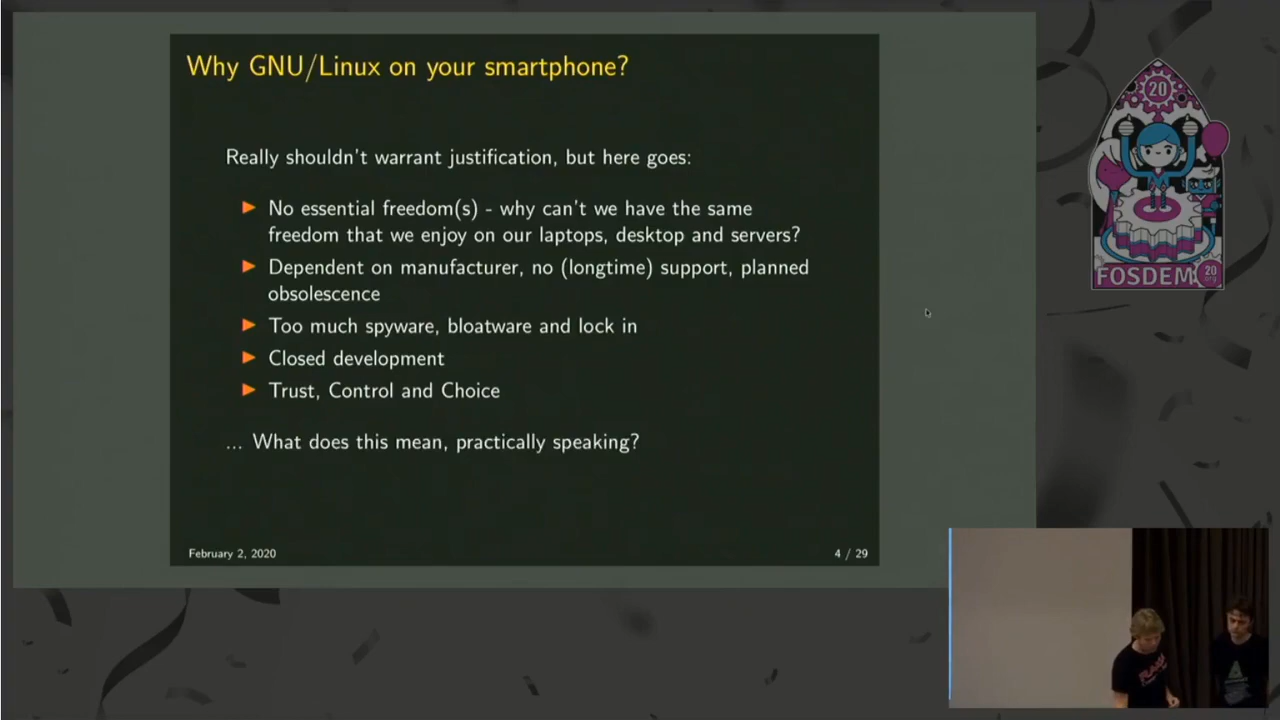 Why GNU/Linux on your smartphone?
Really shouldn't warrant justification, but here goes:
No essential freedom(s) - why can't we have the same
freedom that we enjoy on our laptops, desktop and servers?
Dependent on manufacturer, no (longtime) support, planned
obsolescence
Too much spyware, bloatware and lock in
Closed development
Trust, Control and Choice
... What does this mean, practically speaking?
February 2, 2020
4 / 29
20
FOSDEM
20
.org